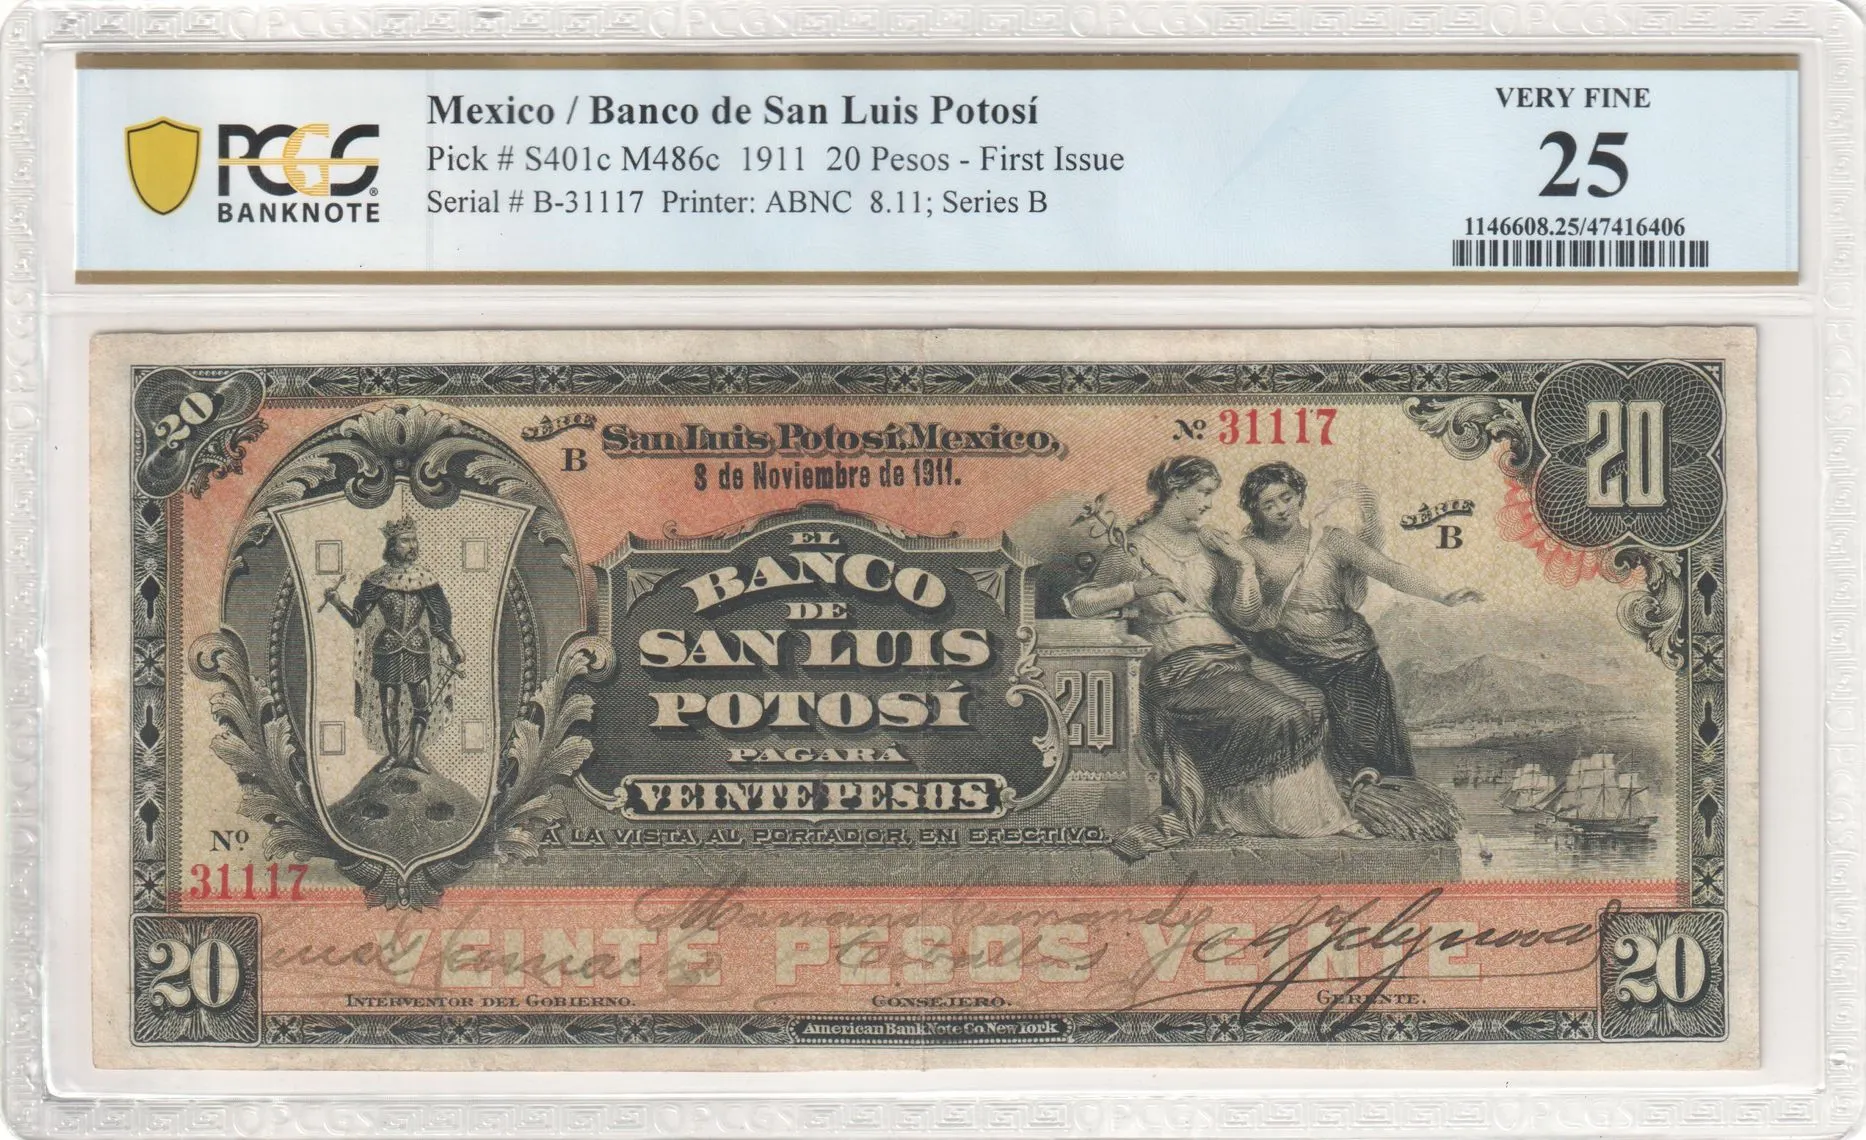 PCGS
BANKNOTE
Mexico / Banco de San Luis Potosí
Pick # S401c M486c 1911 20 Pesos - First Issue
Serial # B-31117 Printer: ABNC 8.11; Series B
VERY FINE
25
1146608.25/47416406
20
SÉRIE
B
San Luis Potosí, Mexico,
8 de Noviembre de 1911.
Nº 31117
20
SÉRIE
B
EL
BANCO
DE
SAN LUIS
POTOSÍ
PAGARÁ
VEINTE PESOS
Á LA VISTA AL PORTADOR, EN EFECTIVO.
20
Nº
31117
20
VEINTE PESOS VEINTE
20
INTERVENTOR DEL GOBIERNO.
CONSEJERO.
GERENTE.
American Bank Note Co New York